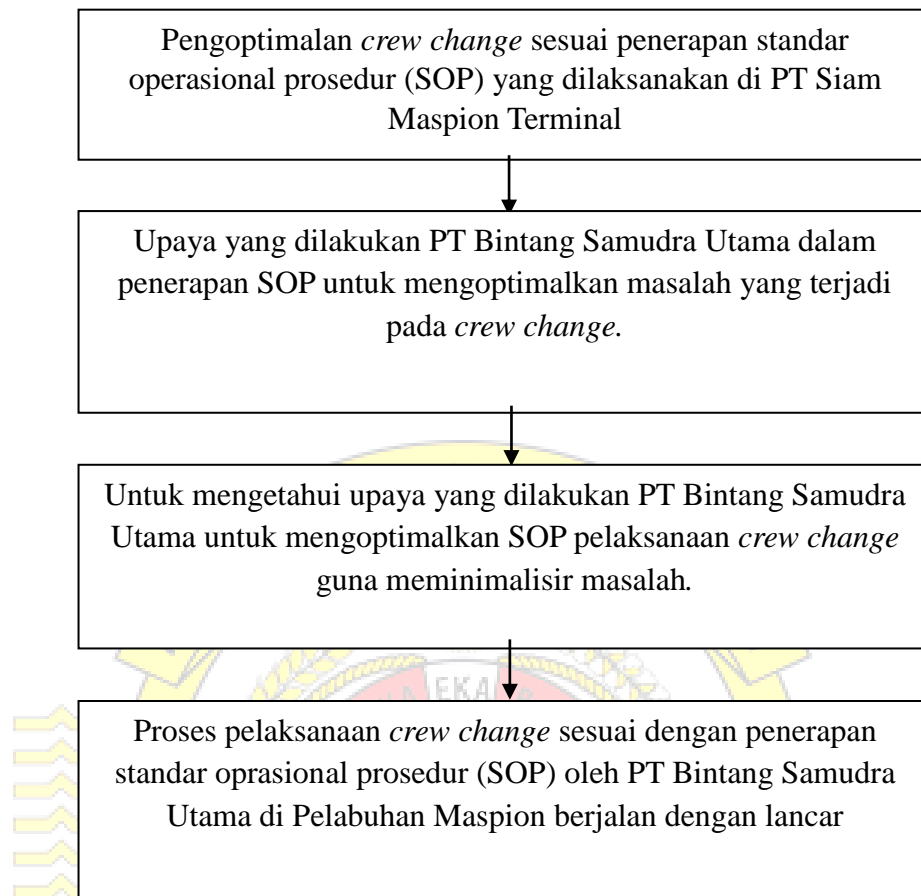 Pengoptimalan crew change sesuai penerapan standar
operasional prosedur (SOP) yang dilaksanakan di PT Siam
Maspion Terminal
Upaya yang dilakukan PT Bintang Samudra Utama dalam
penerapan SOP untuk mengoptimalkan masalah yang terjadi
pada crew change.
Untuk mengetahui upaya yang dilakukan PT Bintang Samudra
Utama untuk mengoptimalkan SOP pelaksanaan crew change
guna meminimalisir masalah.
EKA
Proses pelaksanaan crew change sesuai dengan penerapan
standar oprasional prosedur (SOP) oleh PT Bintang Samudra
Utama di Pelabuhan Maspion berjalan dengan lancar